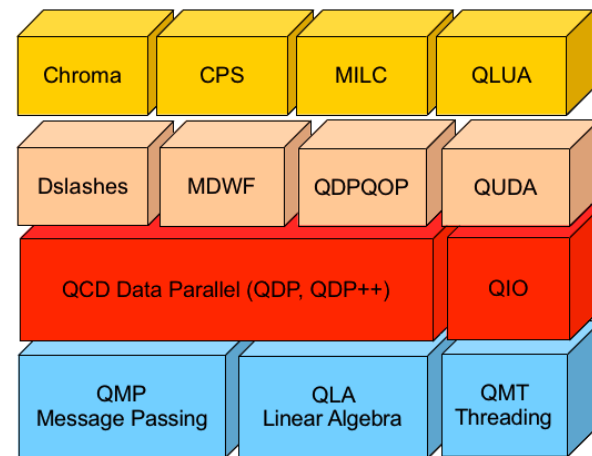 Chroma
CPS
MILC
QLUA
Dslashes
MDWF
QDPQOP
QUDA
QCD Data Parallel (QDP, QDP++)
QIO
QMP
Message Passing
QLA
Linear Algebra
QMT
Threading